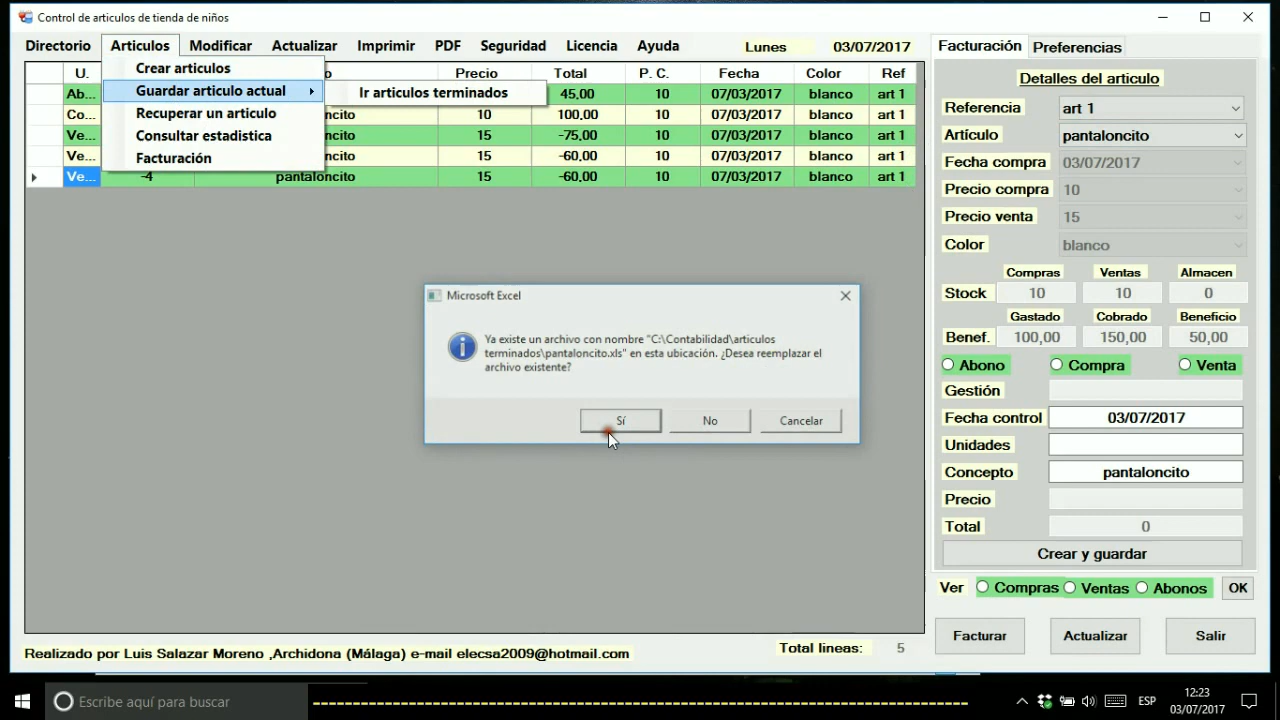 Control de articulos de tienda de niños
Directorio Articulos Modificar Actualizar Imprimir PDF Seguridad Licencia Ayuda Lunes 03/07/2017
Crear articulos
Guardar articulo actual
Recuperar un articulo
Consultar estadistica
Facturación
Ir articulos terminados
U. Precio Total P. C. Fecha Color Ref
Ab... 45,00 10 07/03/2017 blanco art 1
Co... ncito 10 100,00 10 07/03/2017 blanco art 1
Ve... ncito 15 -75,00 10 07/03/2017 blanco art 1
Ve... ncito 15 -60,00 10 07/03/2017 blanco art 1
Ve... -4 pantaloncito 15 -60,00 10 07/03/2017 blanco art 1
Microsoft Excel
Ya existe un archivo con nombre "C:\Contabilidad\articulos
terminados\pantaloncito.xls" en esta ubicación. ¿Desea reemplazar el
archivo existente?
Sí No Cancelar
Facturación Preferencias
Detalles del articulo
Referencia art 1
Artículo pantaloncito
Fecha compra 03/07/2017
Precio compra 10
Precio venta 15
Color blanco
Compras Ventas Almacen
Stock 10 10 0
Gastado Cobrado Beneficio
Benef. 100,00 150,00 50,00
Abono Compra Venta
Gestión
Fecha control 03/07/2017
Unidades
Concepto pantaloncito
Precio
Total 0
Crear y guardar
Ver Compras Ventas Abonos OK
Facturar Actualizar Salir
Total lineas: 5
Realizado por Luis Salazar Moreno ,Archidona (Málaga) e-mail elecsa2009@hotmail.com
Escribe aquí para buscar
ESP
12:23
03/07/2017